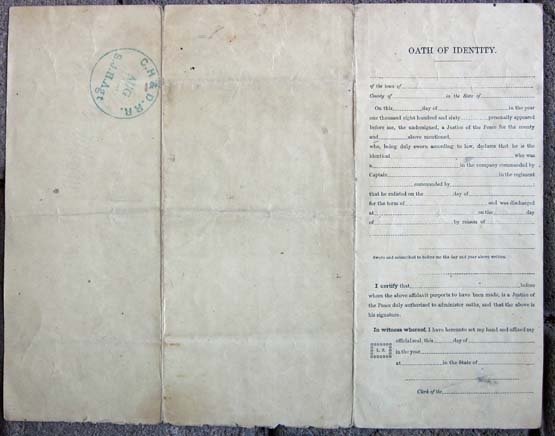 C. H & D. RR.
AUG
S.J.H. Agt
OATH OF IDENTITY.
of the town of
County of in the State of
On this day of in the year
one thousand eight hundred and sixty personally appeared
before me, the undersigned, a Justice of the Peace for the county
and above mentioned,
who, being duly sworn according to law, declares that he is the
identical who was
a in the company commanded by
Captain in the regiment
commanded by ;
that he enlisted on the day of
for the term of and was discharged
at on the day
of by reason of
Sworn and subscribed to before me the day and year above written.
I certify that before
whom the above affidavit purports to have been made, is a Justice of
the Peace duly authorized to administer oaths, and that the above is
his signature.
In witness whereof, I have hereunto set my hand and affixed my
official seal, this day of
L. S. in the year
at in the State of
Clerk of the